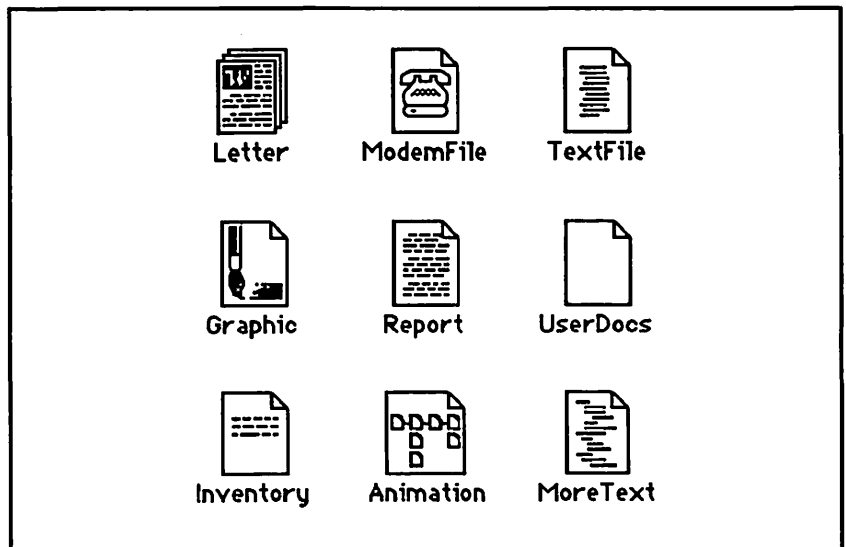 Letter ModemFile TextFile
Graphic Report UserDocs
Inventory Animation MoreText